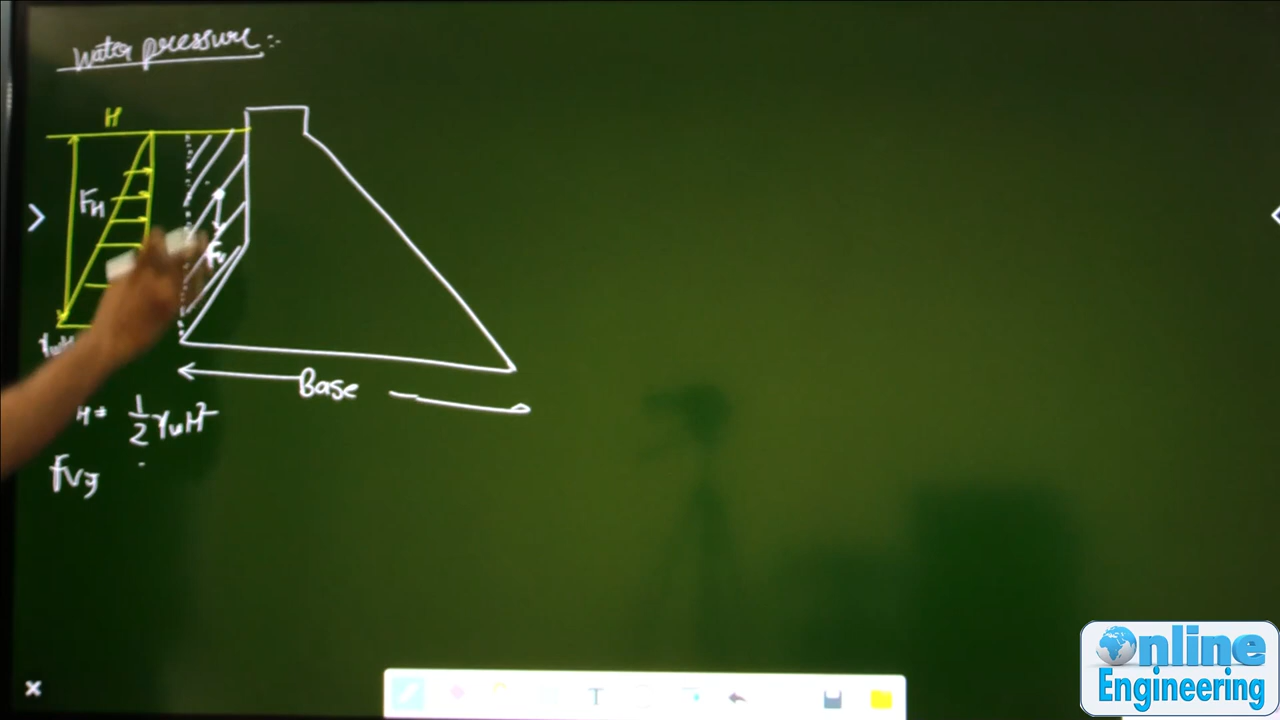 Water pressure :-
H
FH
Fv
Base
H = 1/2 γwH²
Fv =
T
Online
Engineering